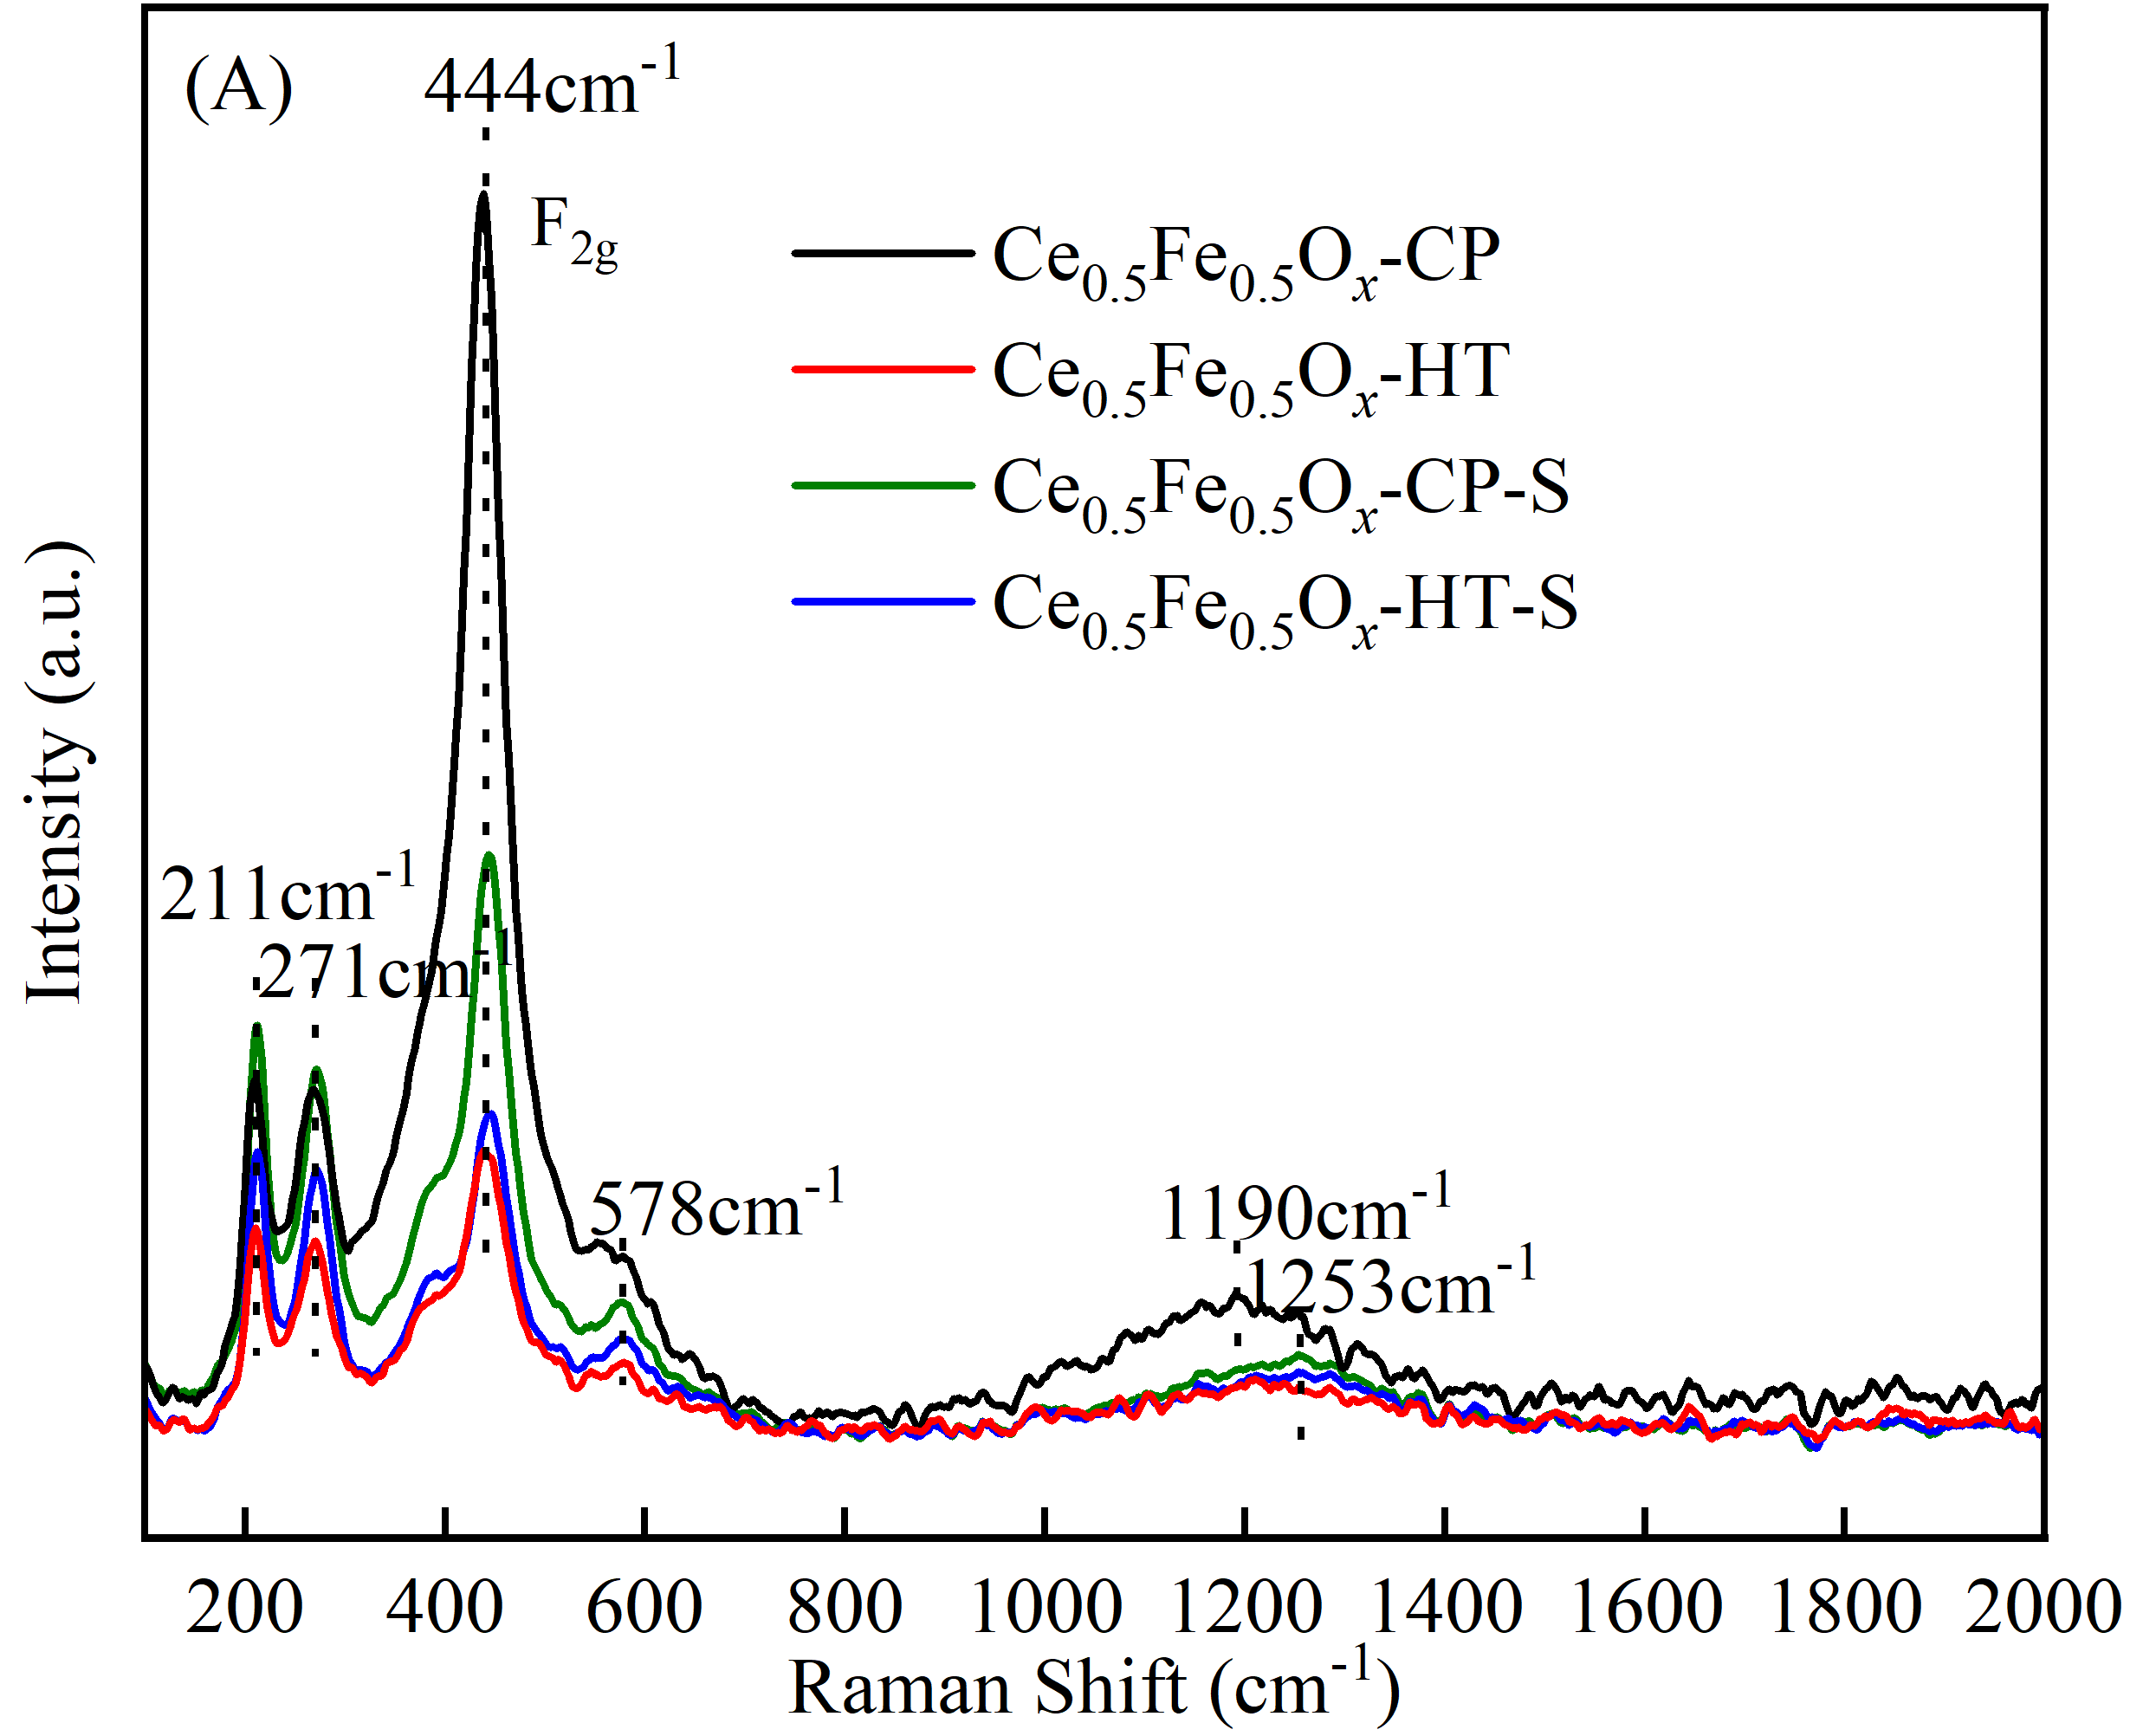 (A)
444cm⁻¹
F₂g
Ce₀.₅Fe₀.₅Oₓ-CP
Ce₀.₅Fe₀.₅Oₓ-HT
Ce₀.₅Fe₀.₅Oₓ-CP-S
Ce₀.₅Fe₀.₅Oₓ-HT-S
Intensity (a.u.)
211cm⁻¹
271cm⁻¹
578cm⁻¹
1190cm⁻¹
1253cm⁻¹
200 400 600 800 1000 1200 1400 1600 1800 2000
Raman Shift (cm⁻¹)